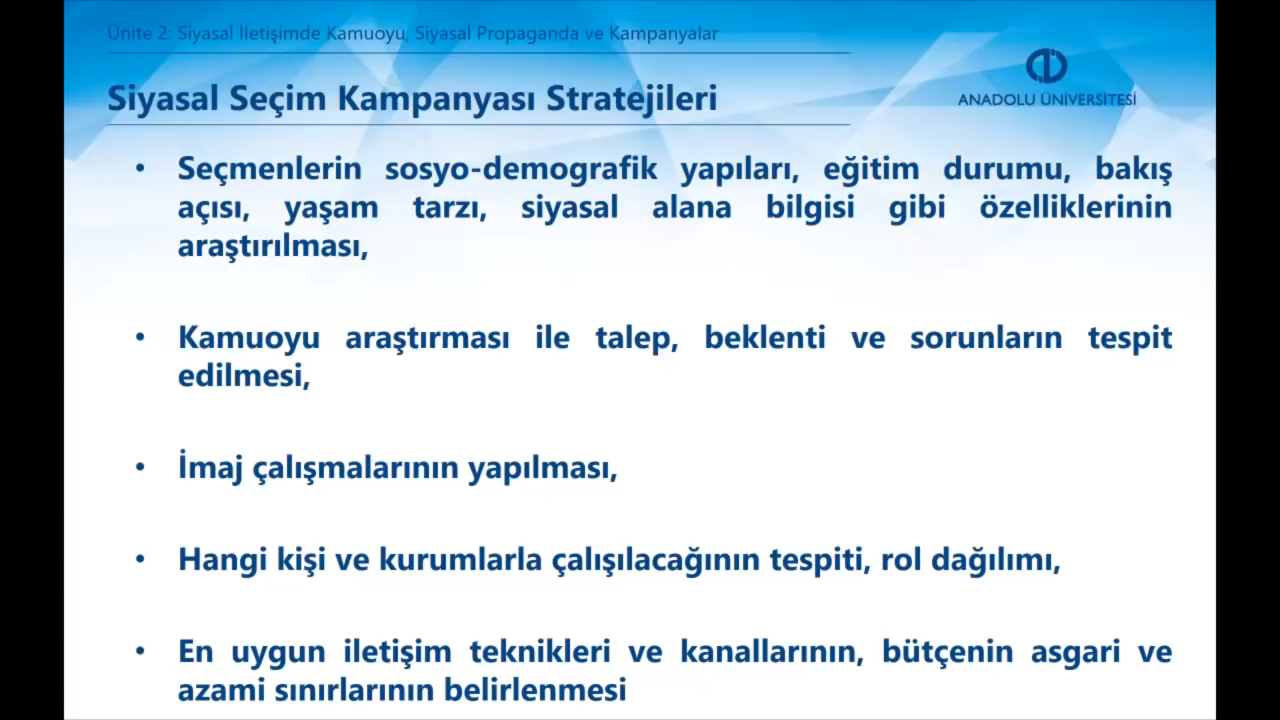 Ünite 2: Siyasal İletişimde Kamuoyu, Siyasal Propaganda ve Kampanyalar
Siyasal Seçim Kampanyası Stratejileri
ANADOLU ÜNİVERSİTESİ
• Seçmenlerin sosyo-demografik yapıları, eğitim durumu, bakış
açısı, yaşam tarzı, siyasal alana bilgisi gibi özelliklerinin
araştırılması,
• Kamuoyu araştırması ile talep, beklenti ve sorunların tespit
edilmesi,
• İmaj çalışmalarının yapılması,
• Hangi kişi ve kurumlarla çalışılacağının tespiti, rol dağılımı,
• En uygun iletişim teknikleri ve kanallarının, bütçenin asgari ve
azami sınırlarının belirlenmesi